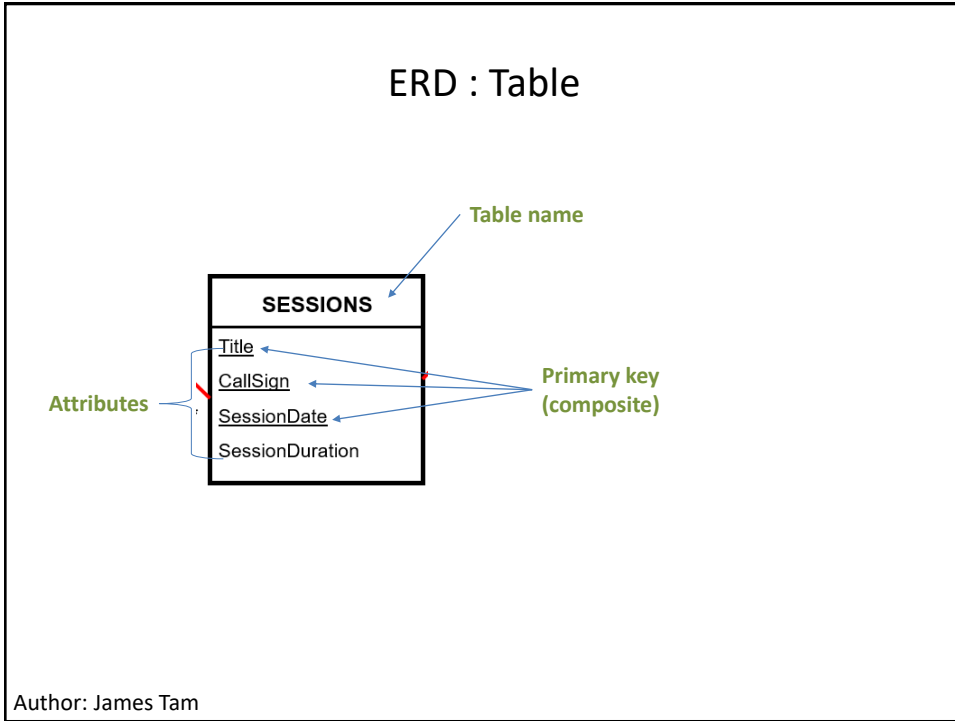 ERD : Table
Table name
SESSIONS
Title
CallSign
SessionDate
SessionDuration
Attributes
Primary key
(composite)
Author: James Tam